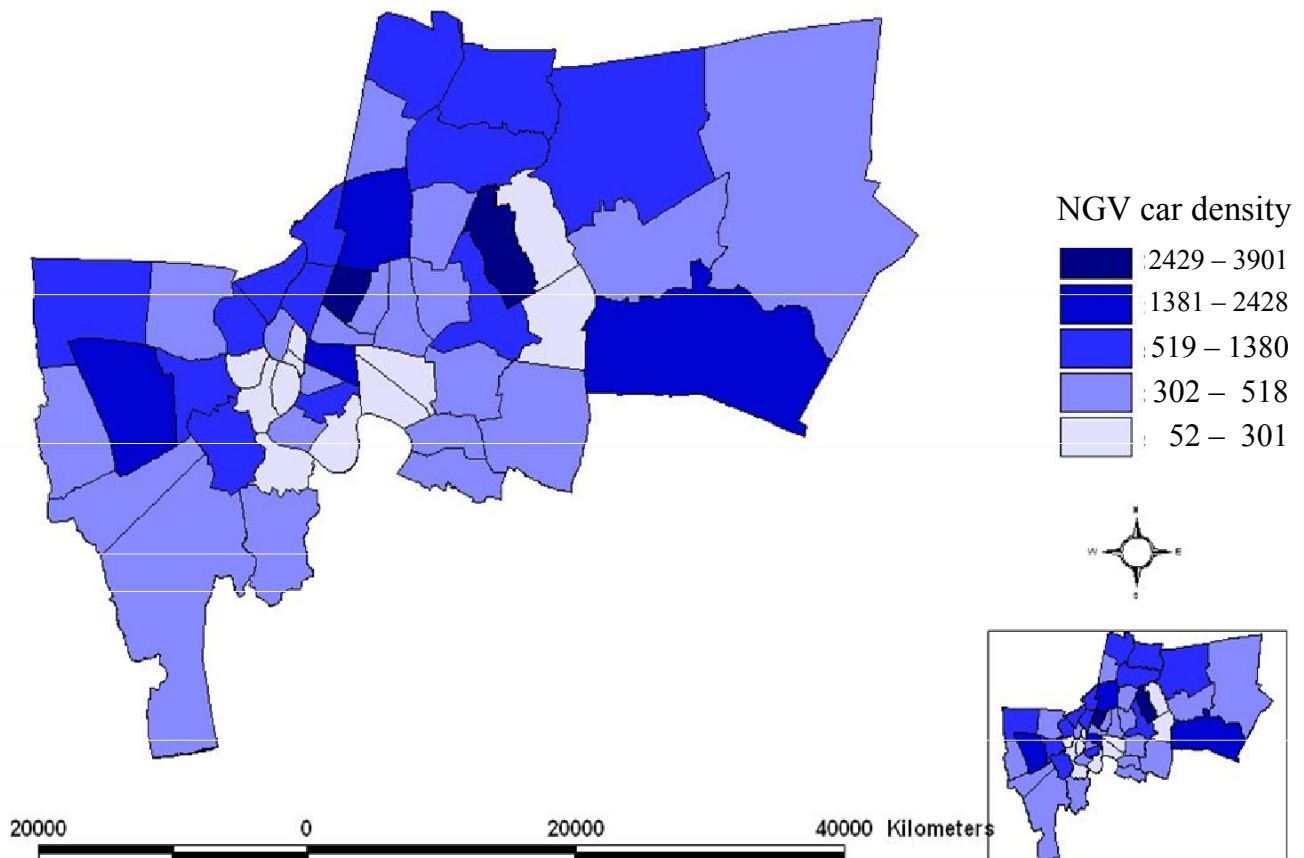 NGV car density
2429 – 3901
1381 – 2428
519 – 1380
302 – 518
52 – 301
N
W E
S
20000 0 20000 40000 Kilometers